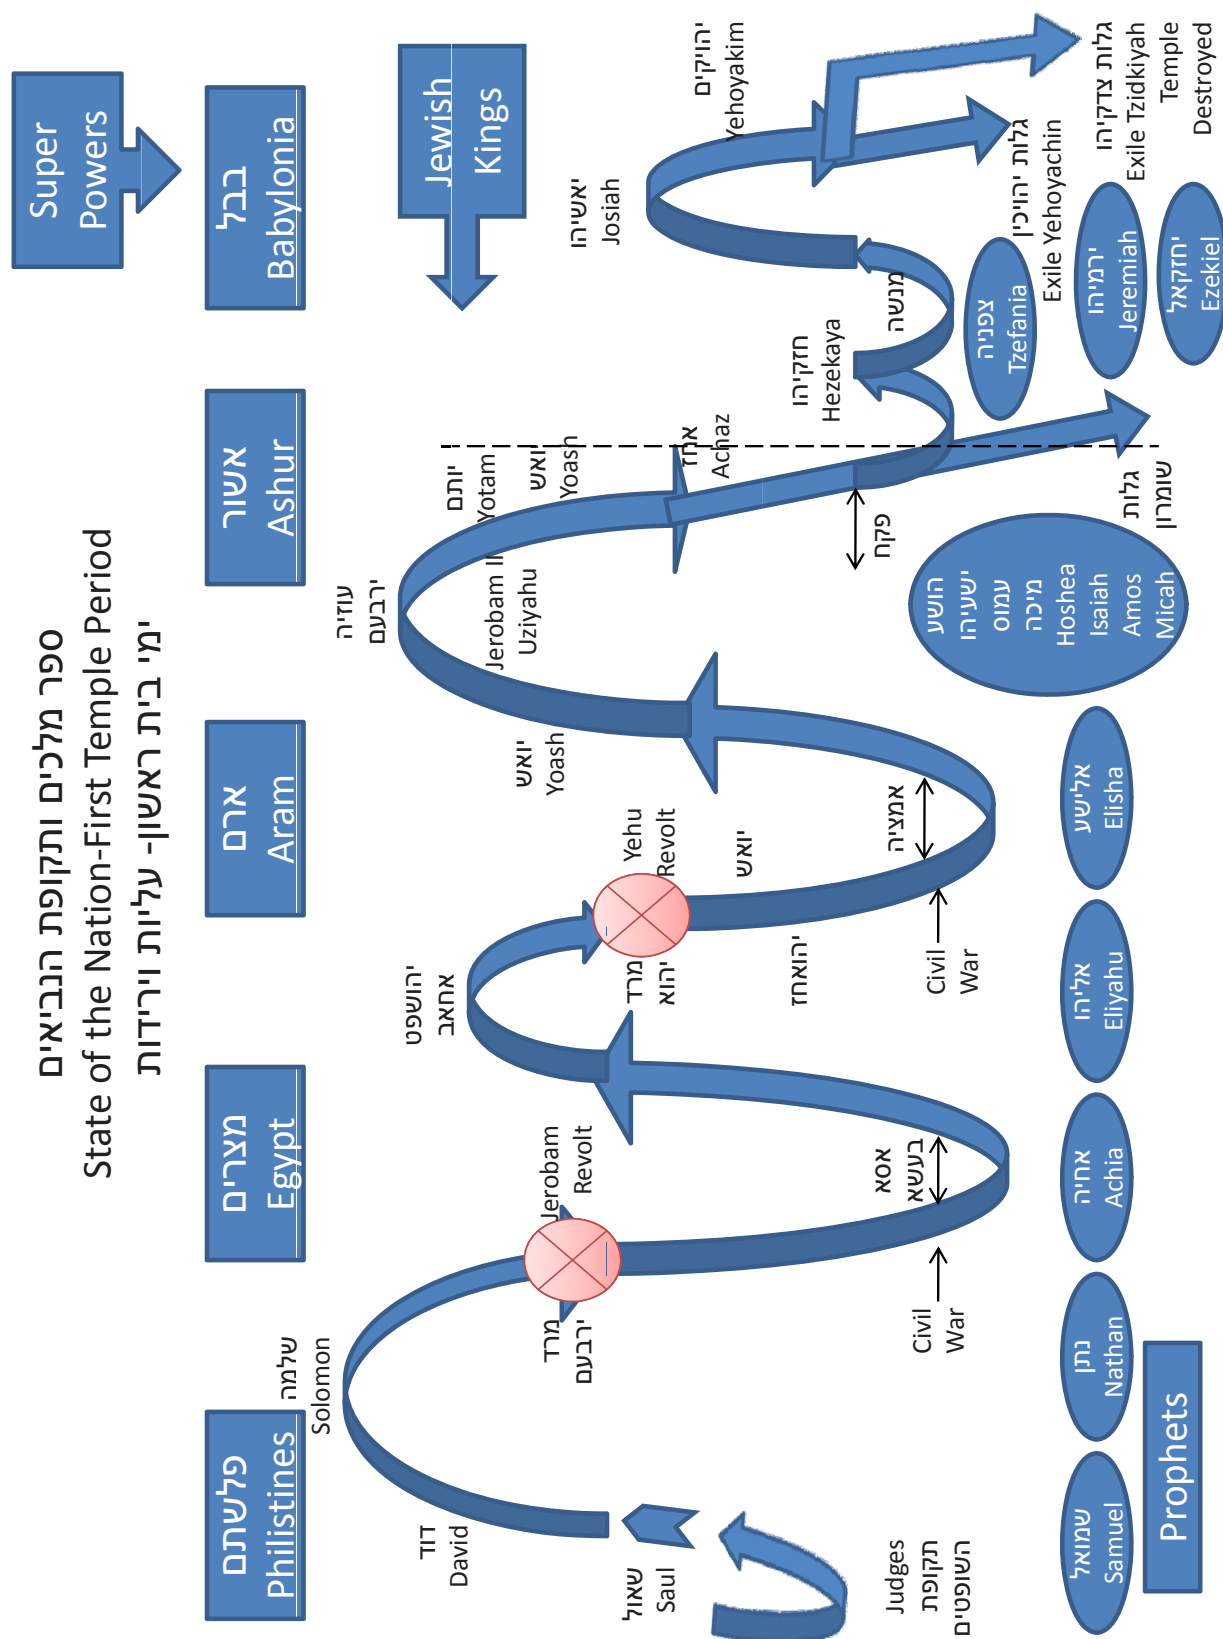 ספר מלכים ותקופת הנביאים
State of the Nation-First Temple Period
ימי בית ראשון- עליות וירידות
פלשתם
Philistines
מצרים
Egypt
ארם
Aram
אשור
Ashur
בבל
Babylonia
Super
Powers
Jewish
Kings
שלמה
Solomon
דוד
David
שאול
Saul
Judges
תקופת
השופטים
Jerobam
Revolt
מרד
ירבעם
Civil
War
אסא
בעשא
יהושפט
אחאב
Yehu
Revolt
מרד
יהוא
יואש
יהואחז
Civil
War
אמציה
יואש
Yoash
עוזיה
ירבעם
Jerobam II
Uziyahu
יותם
Yotam
יואש
Yoash
אחז
Achaz
פקח
גלות
שומרון
חזקיהו
Hezekaya
מנשה
יאשיהו
Josiah
יהויקים
Yehoyakim
גלות יהויכין
Exile Yehoyachin
גלות צדקיהו
Exile Tzidkiyah
Temple
Destroyed
שמואל
Samuel
נתן
Nathan
אחיה
Achia
אליהו
Eliyahu
אלישע
Elisha
הושע
ישעיהו
עמוס
מיכה
Hoshea
Isaiah
Amos
Micah
צפניה
Tzefania
ירמיהו
Jeremiah
יחזקאל
Ezekiel
Prophets